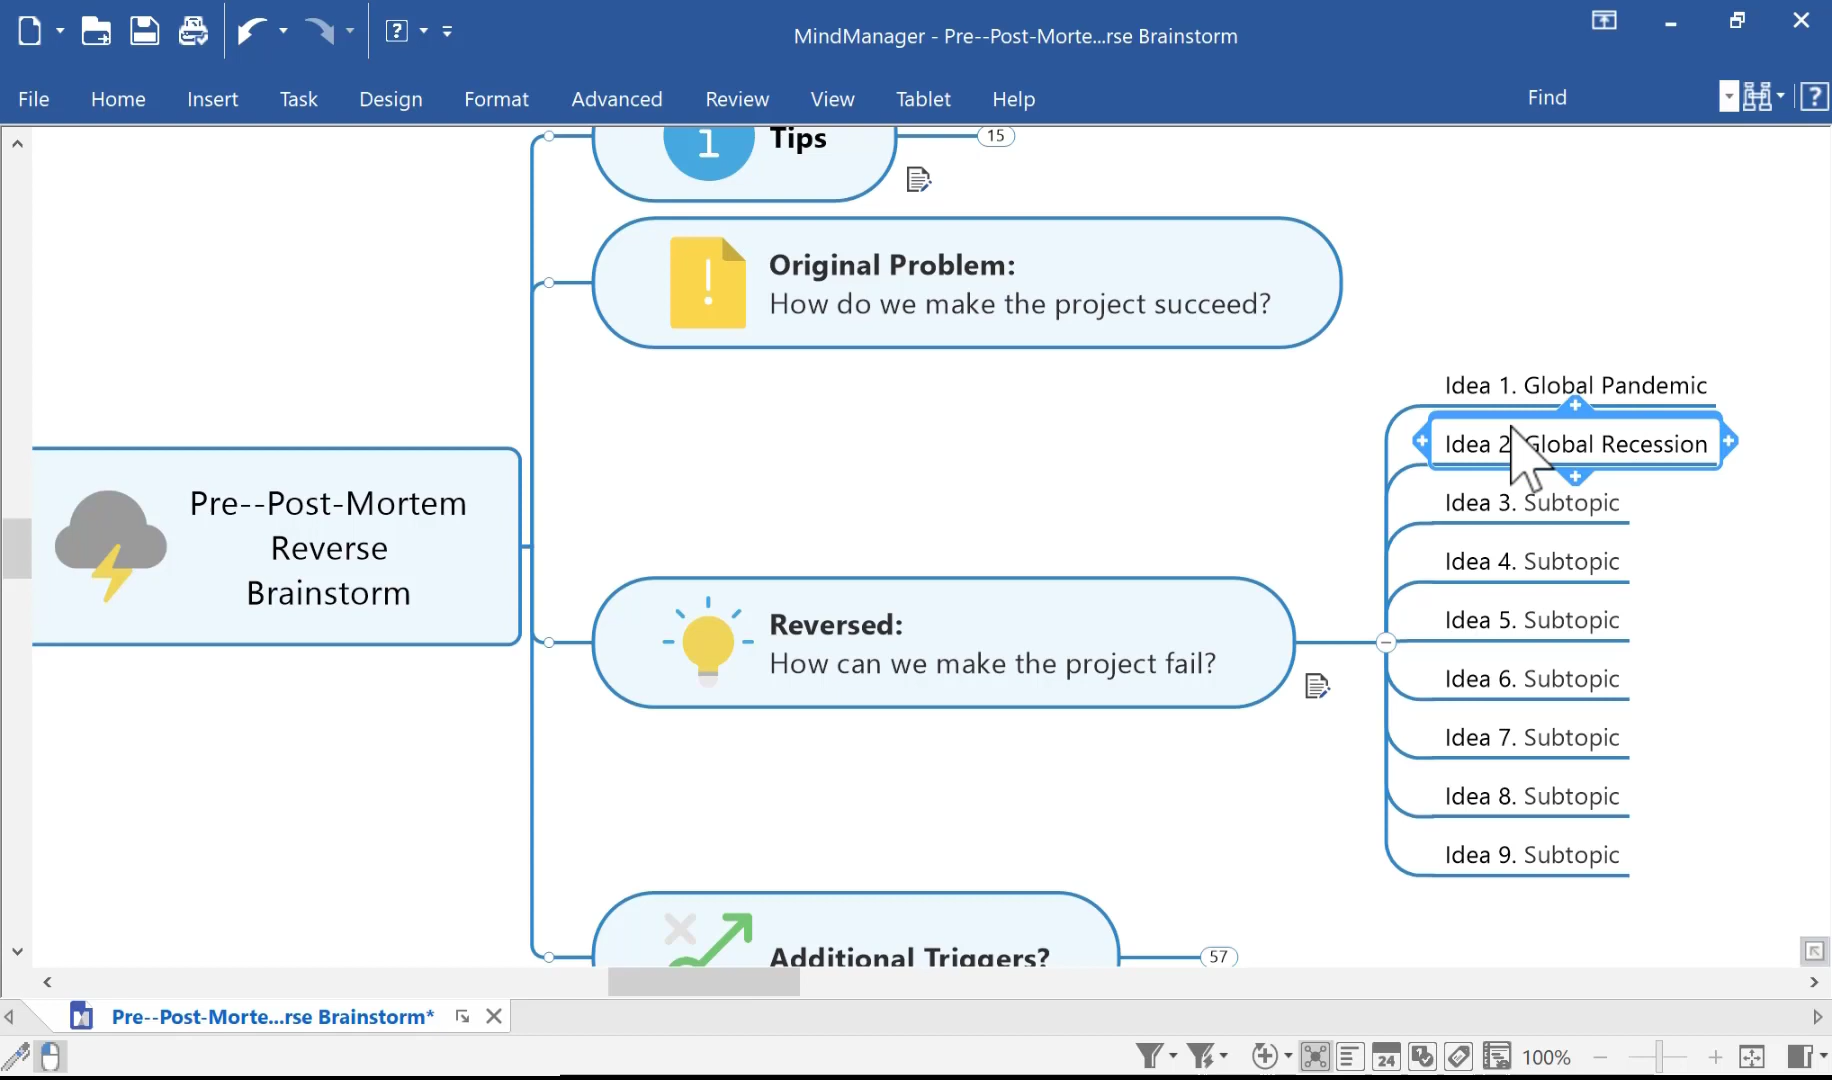 MindManager - Pre--Post-Morte...rse Brainstorm
File Home Insert Task Design Format Advanced Review View Tablet Help Find
Tips 15
Original Problem:
How do we make the project succeed?
Idea 1. Global Pandemic
Idea 2. Global Recession
Idea 3. Subtopic
Idea 4. Subtopic
Idea 5. Subtopic
Idea 6. Subtopic
Idea 7. Subtopic
Idea 8. Subtopic
Idea 9. Subtopic
Pre--Post-Mortem
Reverse
Brainstorm
Reversed:
How can we make the project fail?
Additional Triggers? 57
Pre--Post-Morte...rse Brainstorm*
24 100%